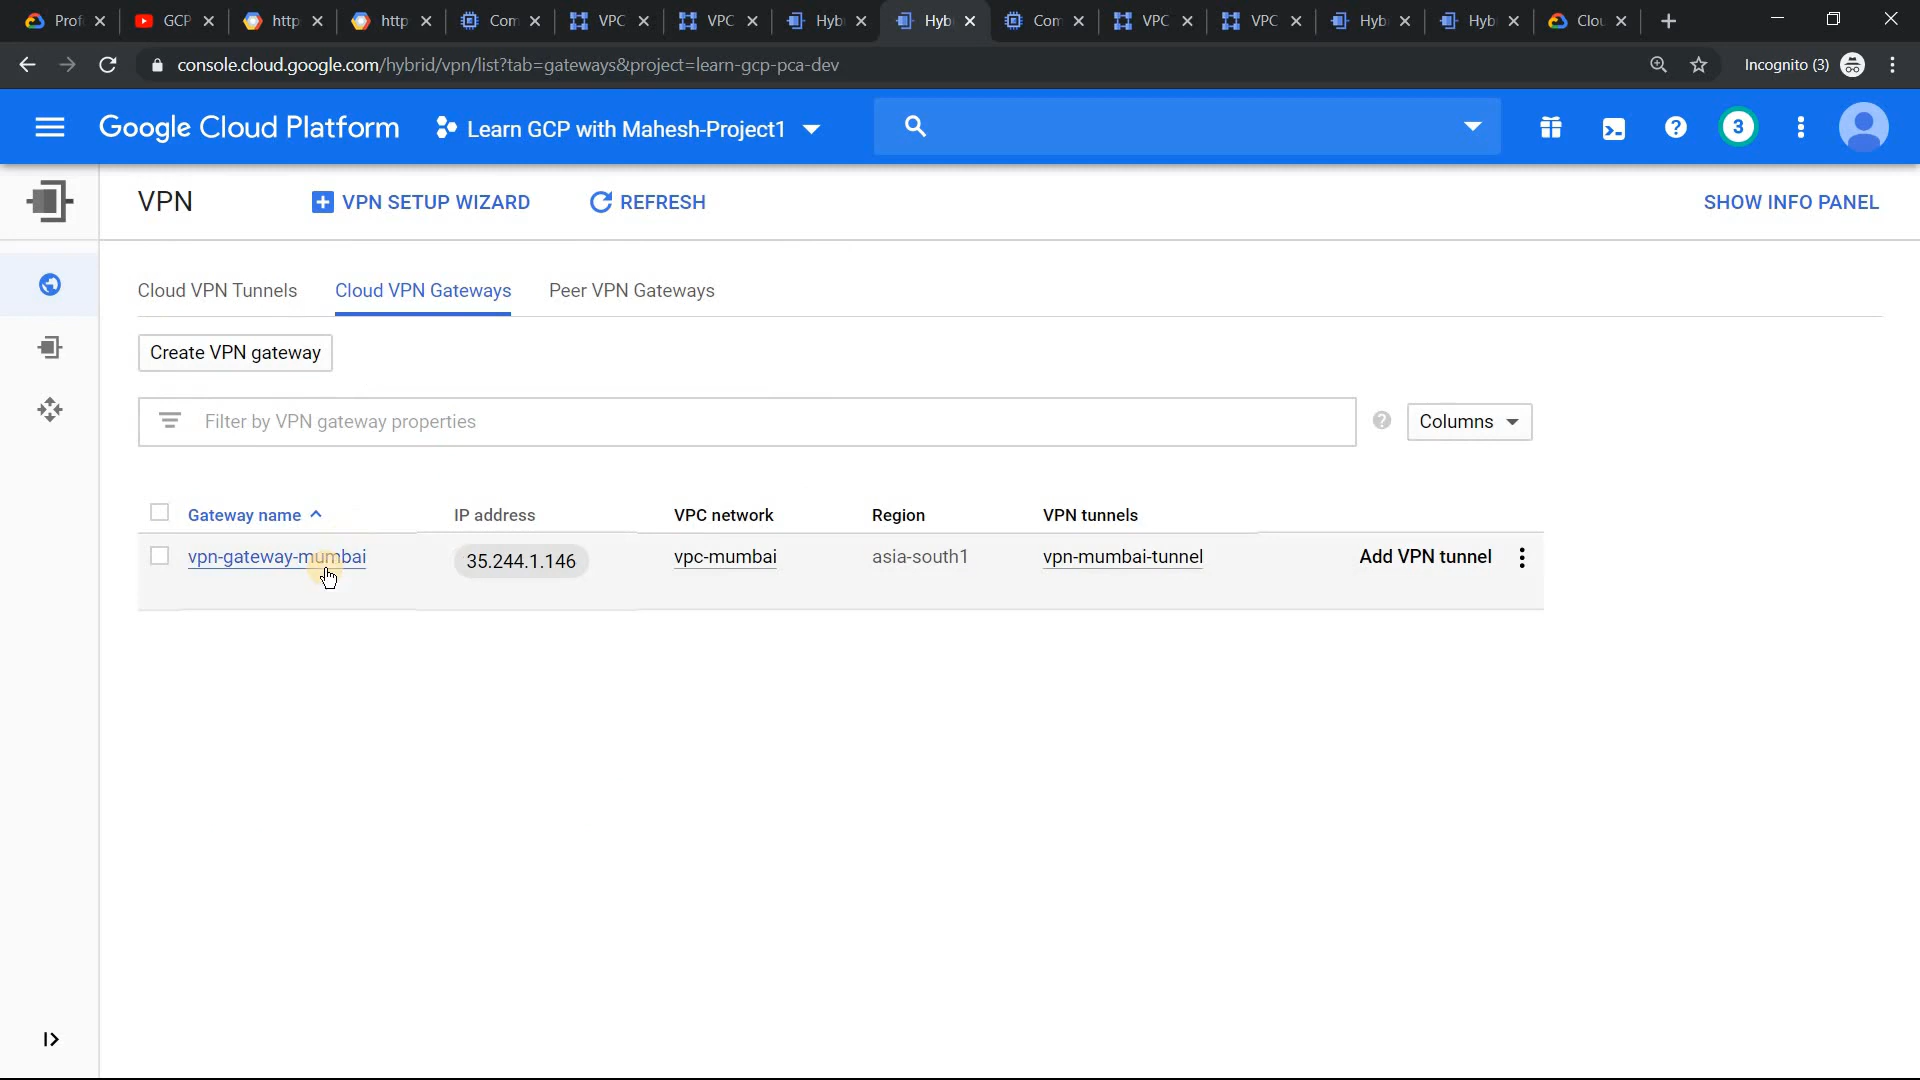 Prof
GCP
http
http
Com
VPC
VPC
Hyb
Hyb
Com
VPC
VPC
Hyb
Hyb
Clou
console.cloud.google.com/hybrid/vpn/list?tab=gateways&project=learn-gcp-pca-dev
Incognito (3)
Google Cloud Platform
Learn GCP with Mahesh-Project1
3
VPN
VPN SETUP WIZARD
REFRESH
SHOW INFO PANEL
Cloud VPN Tunnels
Cloud VPN Gateways
Peer VPN Gateways
Create VPN gateway
Filter by VPN gateway properties
Columns
Gateway name
IP address
VPC network
Region
VPN tunnels
vpn-gateway-mumbai
35.244.1.146
vpc-mumbai
asia-south1
vpn-mumbai-tunnel
Add VPN tunnel